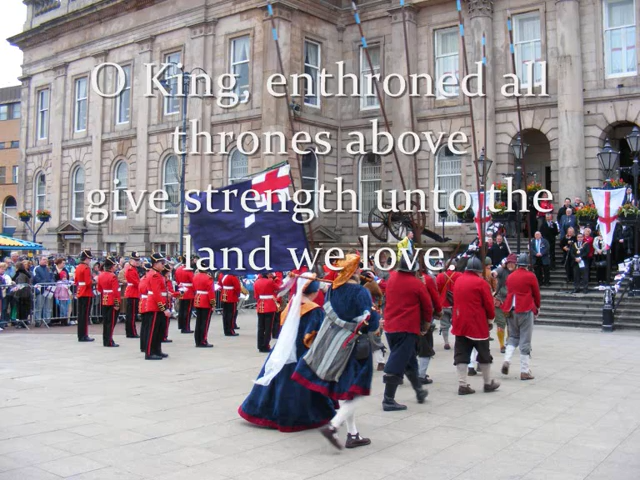 O King, enthroned all
thrones above
give strength unto the
land we love